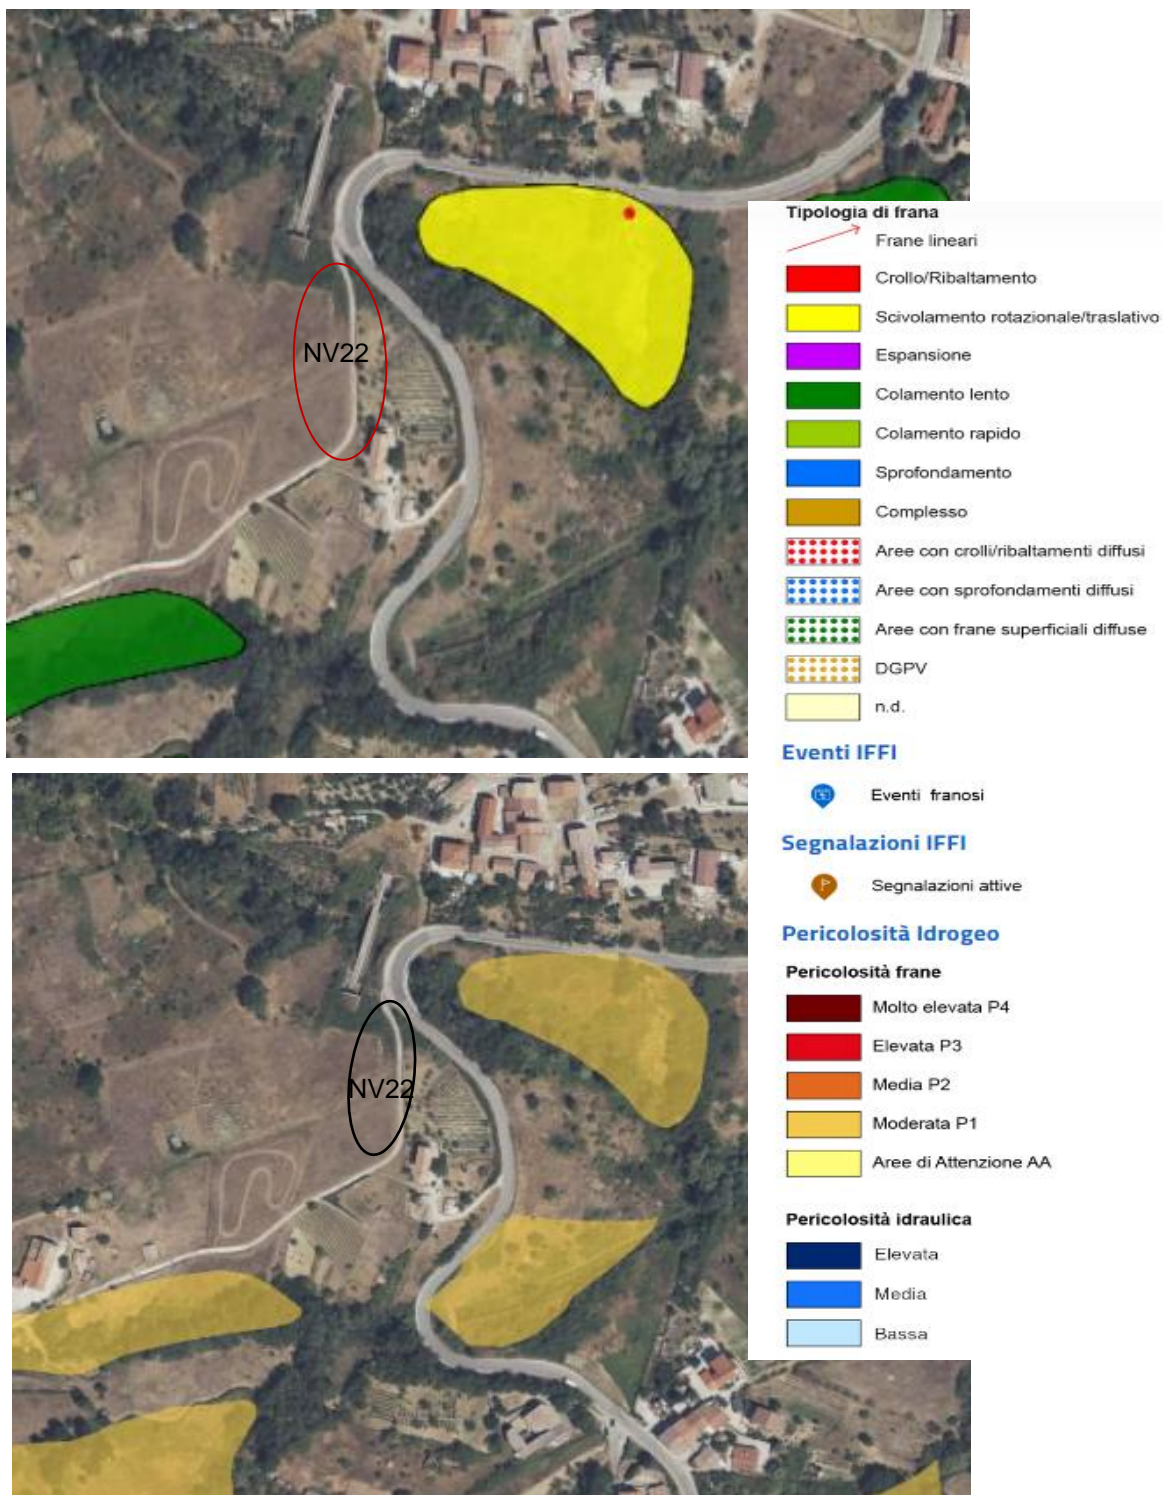 NV22
Tipologia di frana
Frane lineari
Crollo/Ribaltamento
Scivolamento rotazionale/traslativo
Espansione
Colamento lento
Colamento rapido
Sprofondamento
Complesso
Aree con crolli/ribaltamenti diffusi
Aree con sprofondamenti diffusi
Aree con frane superficiali diffuse
DGPV
n.d.
Eventi IFFI
Eventi franosi
Segnalazioni IFFI
Segnalazioni attive
Pericolosità Idrogeo
Pericolosità frane
Molto elevata P4
Elevata P3
Media P2
Moderata P1
Aree di Attenzione AA
Pericolosità idraulica
Elevata
Media
Bassa
NV22